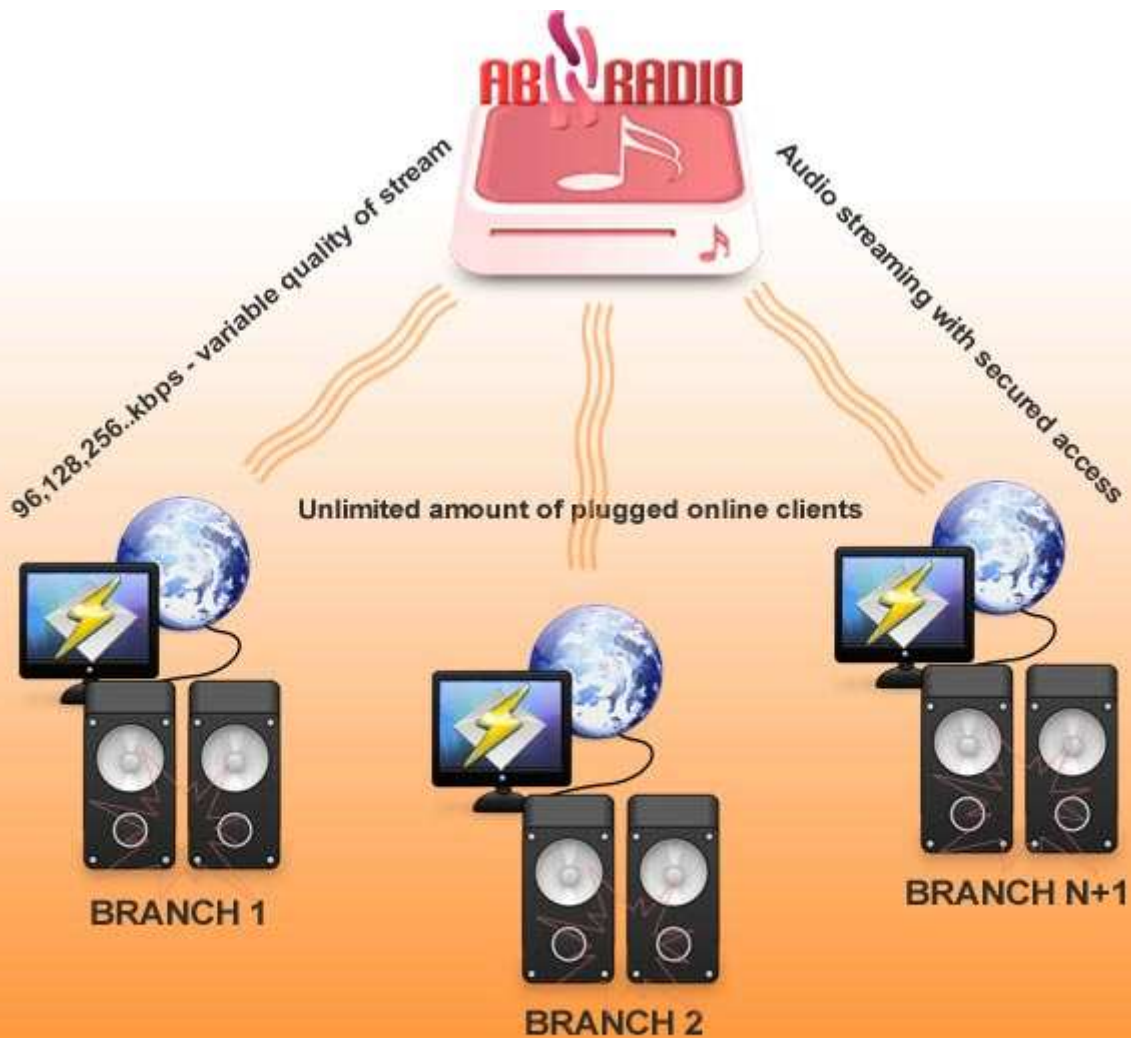 AB RADIO
96,128,256..kbps - variable quality of stream
Audio streaming with secured access
Unlimited amount of plugged online clients
BRANCH 1
BRANCH 2
BRANCH N+1